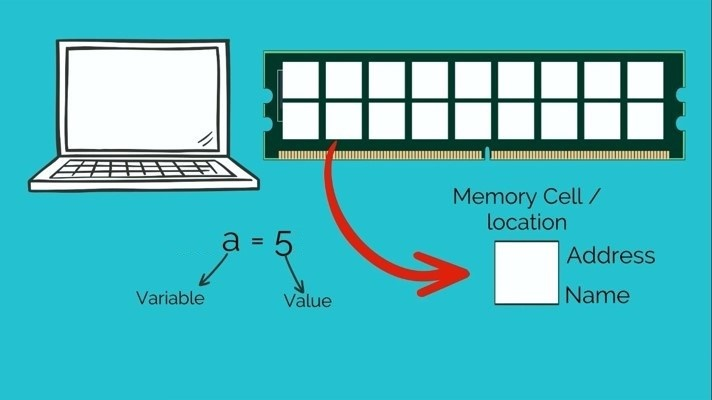 Memory Cell /
location
a = 5
Address
Variable
Value
Name